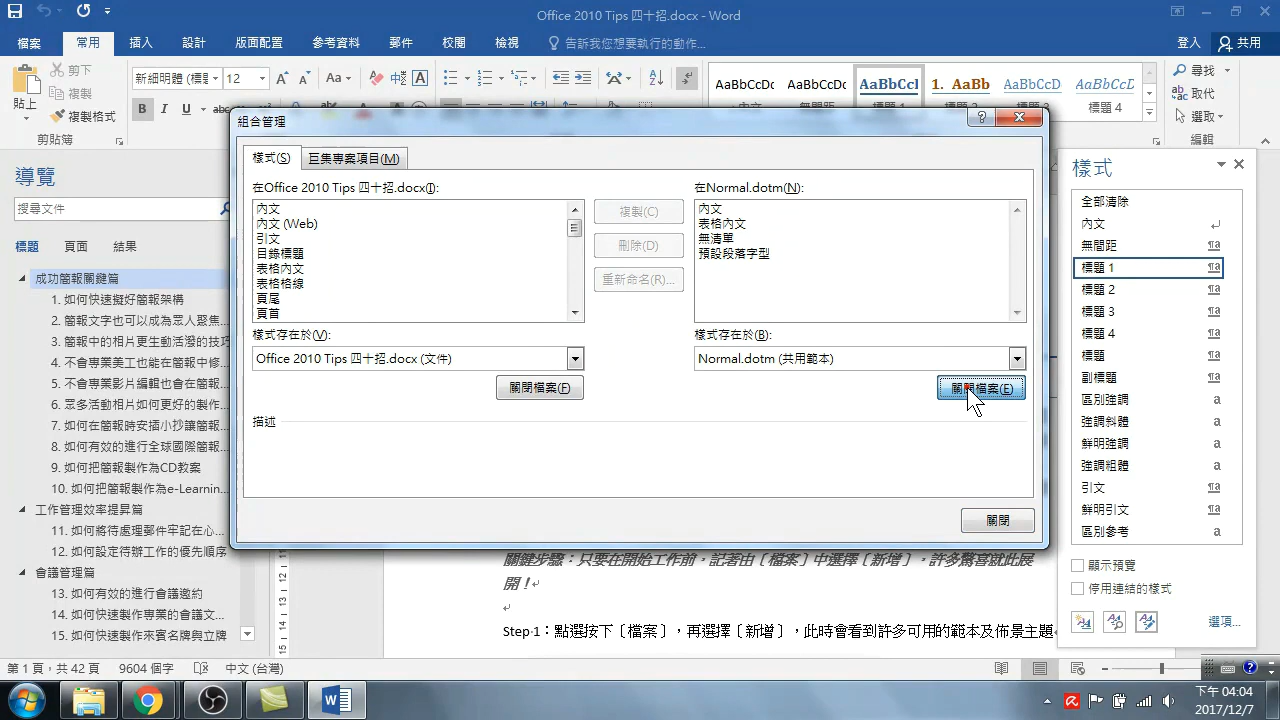 Office 2010 Tips 四十招.docx - Word
檔案 常用 插入 設計 版面配置 參考資料 郵件 校閱 檢視 告訴我您想要執行的動作... 登入 共用
剪下
複製
複製格式
貼上
剪貼簿
新細明體 (標題 12
AaBbCcDc AaBbCcDc AaBbCcl 1. AaBb AaBbCcD AaBbCcDc
標題 4
尋找
取代
選取
編輯
導覽
搜尋文件
標題 頁面 結果
成功簡報關鍵篇
1. 如何快速擬好簡報架構
2. 簡報文字也可以成為眾人聚焦...
3. 簡報中的相片更生動活潑的技巧
4. 不會專業美工也能在簡報中修...
5. 不會專業影片編輯也會在簡報...
6. 眾多活動相片如何更好的製作...
7. 如何在簡報時安插小抄讓簡報...
8. 如何有效的進行全球國際簡報...
9. 如何把簡報製作為CD教案
10. 如何把簡報製作為e-Learnin...
工作管理效率提昇篇
11. 如何將待處理郵件牢記在心...
12. 如何設定待辦工作的優先順序
會議管理篇
13. 如何有效的進行會議邀約
14. 如何快速製作專業的會議文...
15. 如何快速製作來賓名牌與立牌
組合管理
樣式(S) 巨集專案項目(M)
在Office 2010 Tips 四十招.docx(I):
內文
內文 (Web)
引文
目錄標題
表格內文
表格格線
頁尾
頁首
樣式存在於(V):
Office 2010 Tips 四十招.docx (文件)
關閉檔案(F)
複製(C)
刪除(D)
重新命名(R)...
在Normal.dotm(N):
內文
表格內文
無清單
預設段落字型
樣式存在於(B):
Normal.dotm (共用範本)
關閉檔案(E)
描述
關閉
關鍵步驟：只要在開始工作前，記著由〔檔案〕中選擇〔新增〕，許多驚喜就此展
開！
Step 1：點選按下〔檔案〕，再選擇〔新增〕，此時會看到許多可用的範本及佈景主題
樣式
全部清除
內文
無間距
標題 1
標題 2
標題 3
標題 4
標題
副標題
區別強調
強調斜體
鮮明強調
強調粗體
引文
鮮明引文
區別參考
顯示預覽
停用連結的樣式
選項...
第 1 頁，共 42 頁 9604 個字 中文 (台灣)
下午 04:04
2017/12/7